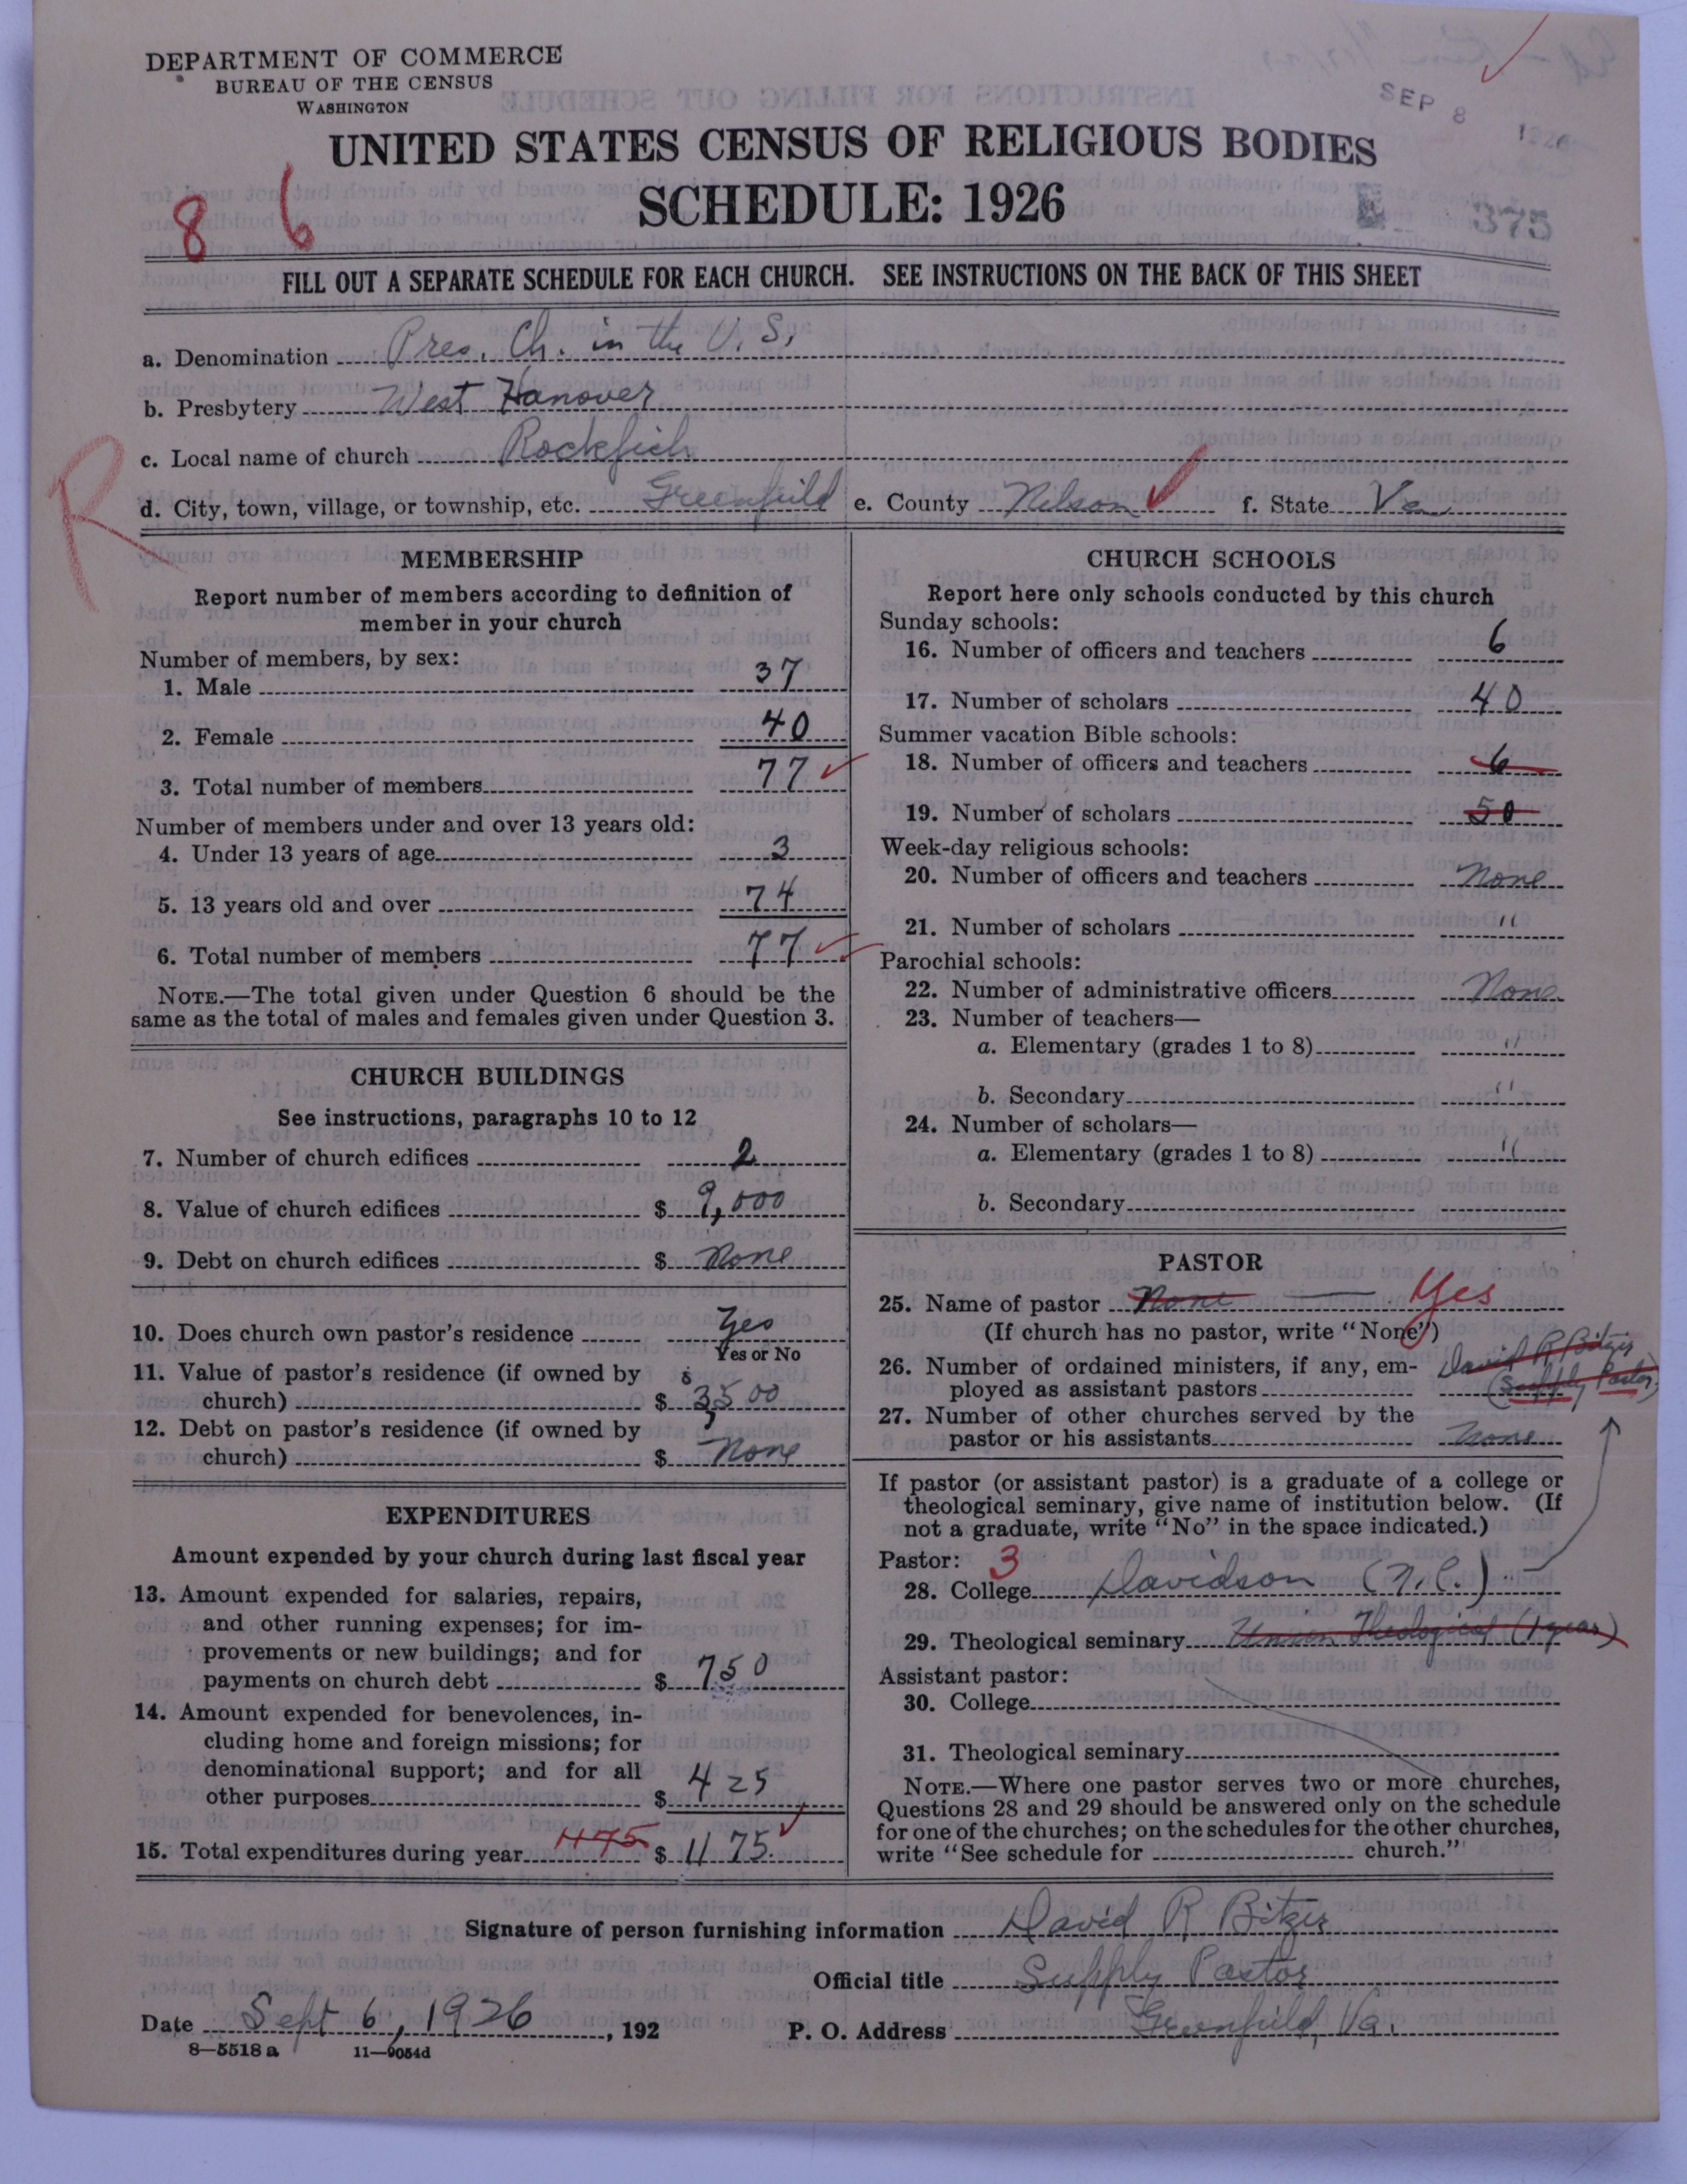 DEPARTMENT OF COMMERCE
BUREAU OF THE CENSUS
WASHINGTON
SEP 8 1926
UNITED STATES CENSUS OF RELIGIOUS BODIES
SCHEDULE: 1926
8 6
375
FILL OUT A SEPARATE SCHEDULE FOR EACH CHURCH. SEE INSTRUCTIONS ON THE BACK OF THIS SHEET
a. Denomination Pres. Ch. in the U. S.
b. Presbytery West Hanover
c. Local name of church Rockfish
R
d. City, town, village, or township, etc. Greenfield e. County Nelson f. State Va
MEMBERSHIP
Report number of members according to definition of
member in your church
Number of members, by sex:
1. Male 37
2. Female 40
3. Total number of members 77
Number of members under and over 13 years old:
4. Under 13 years of age 3
5. 13 years old and over 74
6. Total number of members 77
NOTE.—The total given under Question 6 should be the
same as the total of males and females given under Question 3.
CHURCH BUILDINGS
See instructions, paragraphs 10 to 12
7. Number of church edifices 2
8. Value of church edifices $ 9,000
9. Debt on church edifices $ None
10. Does church own pastor's residence Yes
Yes or No
11. Value of pastor's residence (if owned by
church) $ 3,500
12. Debt on pastor's residence (if owned by
church) $ None
EXPENDITURES
Amount expended by your church during last fiscal year
13. Amount expended for salaries, repairs,
and other running expenses; for im-
provements or new buildings; and for
payments on church debt $ 750
14. Amount expended for benevolences, in-
cluding home and foreign missions; for
denominational support; and for all
other purposes $ 425
15. Total expenditures during year 1175 $ 1175.
CHURCH SCHOOLS
Report here only schools conducted by this church
Sunday schools:
16. Number of officers and teachers 6
17. Number of scholars 40
Summer vacation Bible schools:
18. Number of officers and teachers 6
19. Number of scholars 50
Week-day religious schools:
20. Number of officers and teachers None
21. Number of scholars "
Parochial schools:
22. Number of administrative officers None
23. Number of teachers—
a. Elementary (grades 1 to 8) "
b. Secondary "
24. Number of scholars—
a. Elementary (grades 1 to 8) "
b. Secondary
PASTOR
25. Name of pastor None — Yes
(If church has no pastor, write "None")
26. Number of ordained ministers, if any, em- David R Bitzer
ployed as assistant pastors (Supply Pastor)
27. Number of other churches served by the
pastor or his assistants None
If pastor (or assistant pastor) is a graduate of a college or
theological seminary, give name of institution below. (If
not a graduate, write "No" in the space indicated.)
Pastor: 3
28. College Davidson (N.C.)
29. Theological seminary Union Theological (1 year)
Assistant pastor:
30. College
31. Theological seminary
NOTE.—Where one pastor serves two or more churches,
Questions 28 and 29 should be answered only on the schedule
for one of the churches; on the schedules for the other churches,
write "See schedule for church."
Signature of person furnishing information David R Bitzer
Official title Supply Pastor
Date Sept 6, 1926, 192 P. O. Address Greenfield, Va.
8—5518 a 11—9054d